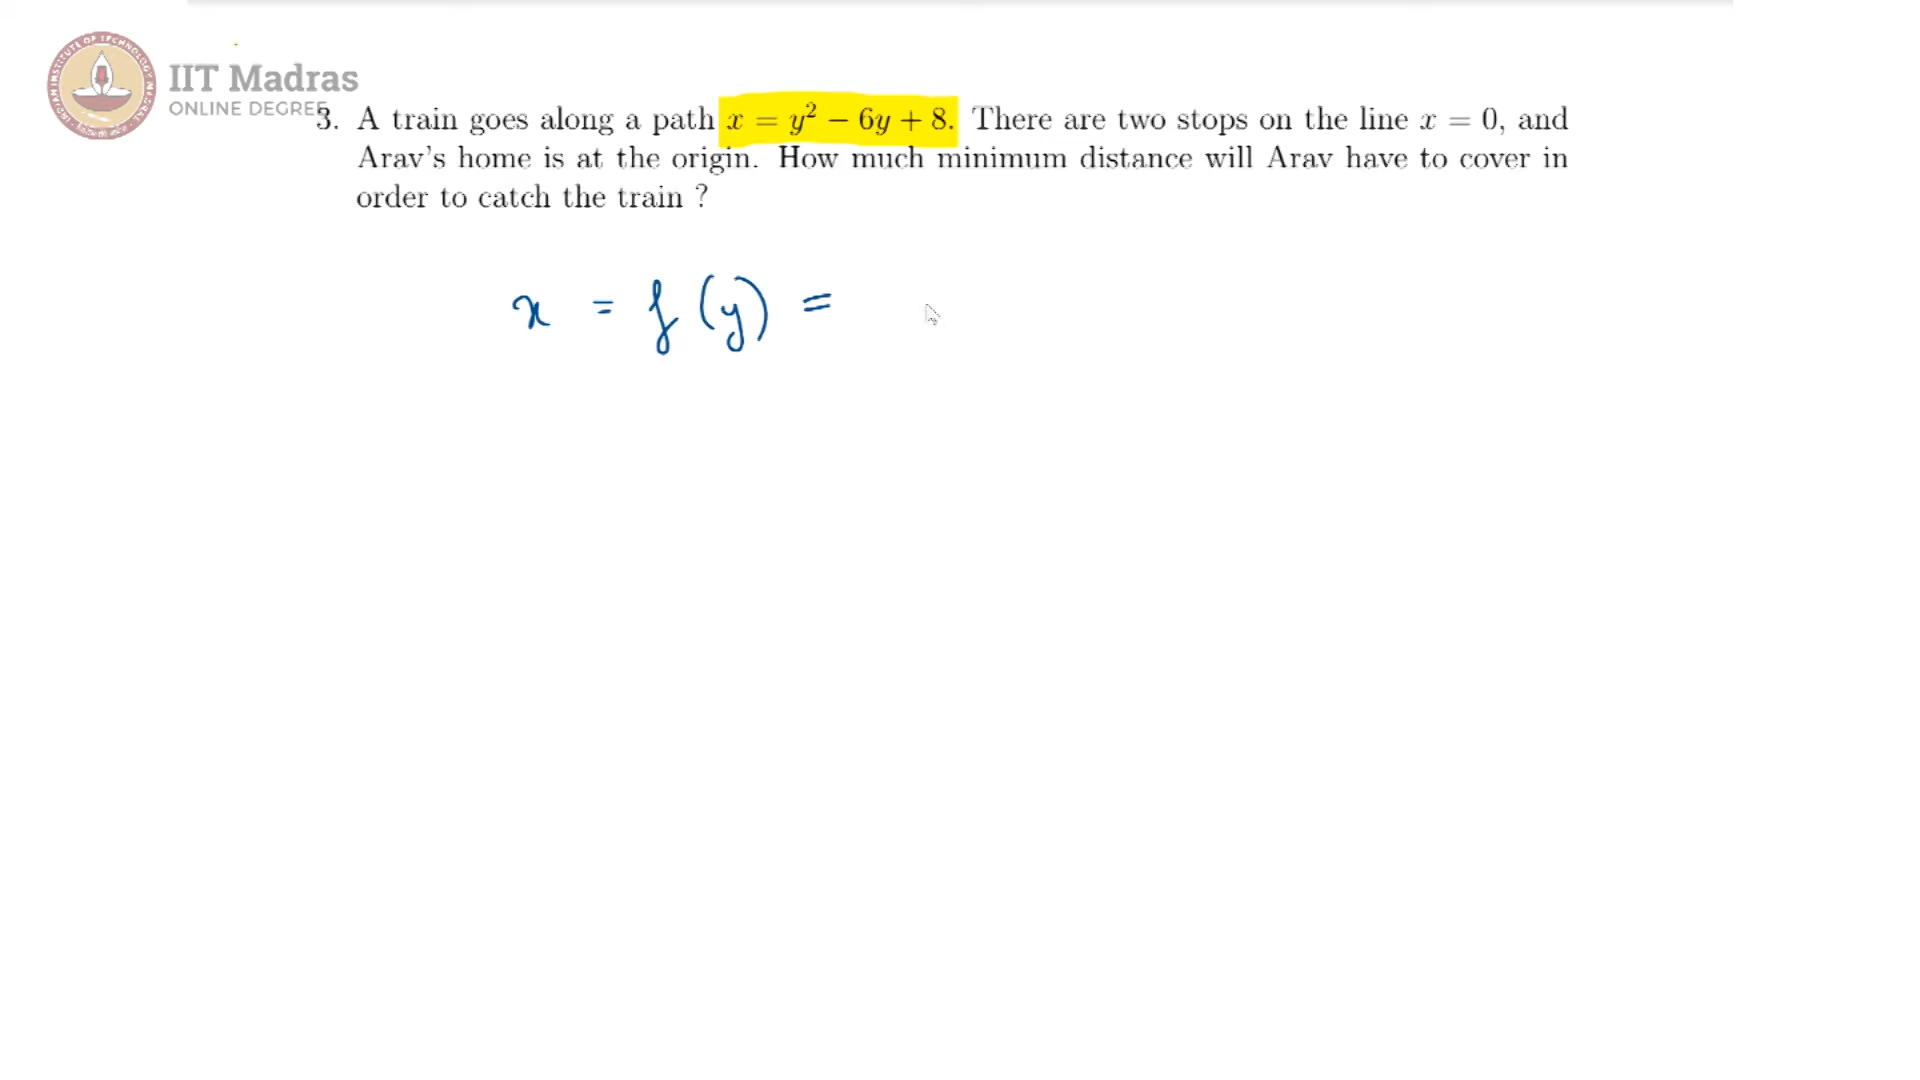 IIT Madras
ONLINE DEGREE
3. A train goes along a path x = y² − 6y + 8. There are two stops on the line x = 0, and
Arav's home is at the origin. How much minimum distance will Arav have to cover in
order to catch the train ?
x = f (y) =